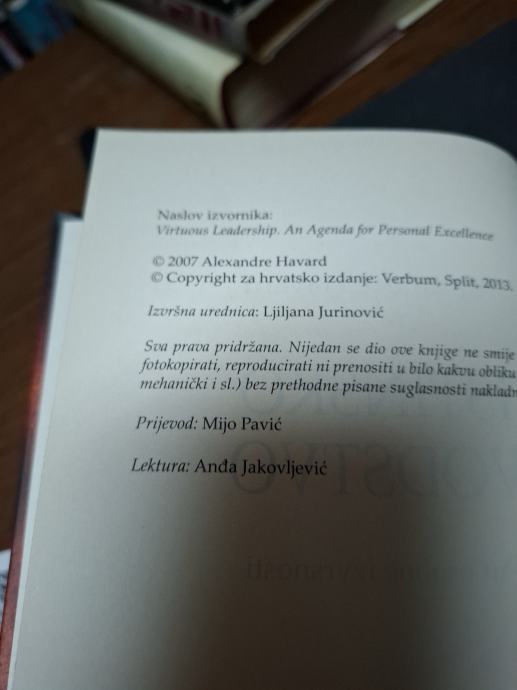 Naslov izvornika:
Virtuous Leadership. An Agenda for Personal Excellence
© 2007 Alexandre Havard
© Copyright za hrvatsko izdanje: Verbum, Split, 2013.
Izvršna urednica: Ljiljana Jurinović
Sva prava pridržana. Nijedan se dio ove knjige ne smije
fotokopirati, reproducirati ni prenositi u bilo kakvu obliku
mehanički i sl.) bez prethodne pisane suglasnosti
Prijevod: Mijo Pavić
Lektura: Anđa Jakovljević